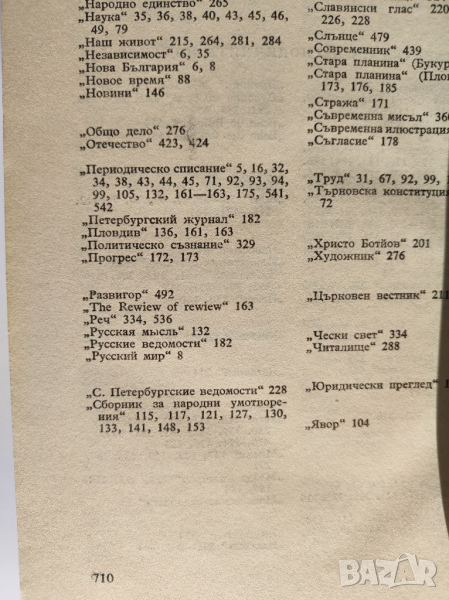 „Народно единство“ 265
„Наука“ 35, 36, 38, 40, 43, 45, 46,
49, 79
„Наш живот“ 215, 264, 281, 284
„Независимост“ 6, 35
„Нова България“ 6, 8
„Новое время“ 88
„Новини“ 146
„Общо дело“ 276
„Отечество“ 423, 424
„Периодическо списание“ 5, 16, 32,
34, 38, 43, 44, 45, 71, 92, 93, 94,
99, 105, 132, 161—163, 175, 541,
542
„Петербургский журнал“ 182
„Пловдив“ 136, 161, 163
„Политическо съзнание“ 329
„Прогрес“ 172, 173
„Развигор“ 492
„The Rewiew of rewiew“ 163
„Реч“ 334, 536
„Русская мысль“ 132
„Русские ведомости“ 182
„Русский мир“ 8
„С. Петербургские ведомости“ 228
„Сборник за народни умотворе-
ния“ 115, 117, 121, 127, 130,
133, 141, 148, 153
„Славянски глас“ 220
226, 228
„Слънце“ 479
„Современник“ 439
„Стара планина“ (Букур
„Стара планина“ (Пло
173, 176, 185
„Стража“ 171
„Съвременна мисъл“ 366
„Съвременна илюстрация
„Съгласие“ 178
„Труд“ 31, 67, 92, 99,
„Търновска конституци
72
„Христо Ботйов“ 201
„Художник“ 276
„Църковен вестник“ 211
„Чески свет“ 334
„Читалище“ 288
„Юридически преглед“
„Явор“ 104
710
BAZAR